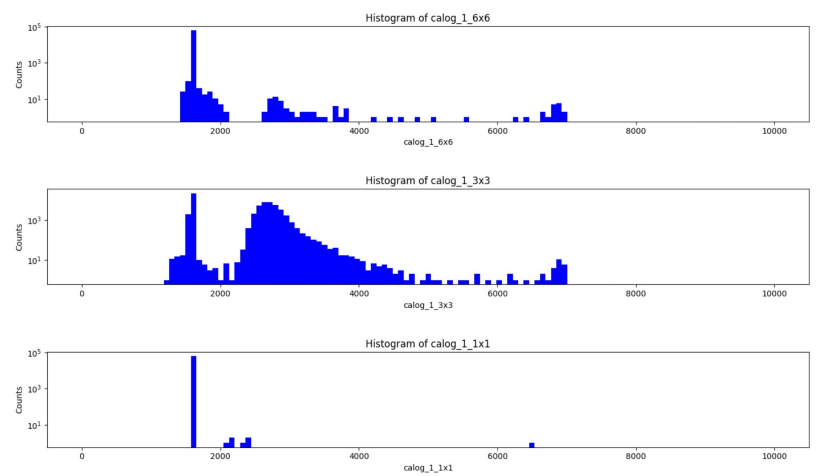 Histogram of calog_1_6x6
10^5
10^3
10^1
Counts
0 2000 4000 6000 8000 10000
calog_1_6x6
Histogram of calog_1_3x3
10^3
10^1
Counts
0 2000 4000 6000 8000 10000
calog_1_3x3
Histogram of calog_1_1x1
10^5
10^3
10^1
Counts
0 2000 4000 6000 8000 10000
calog_1_1x1